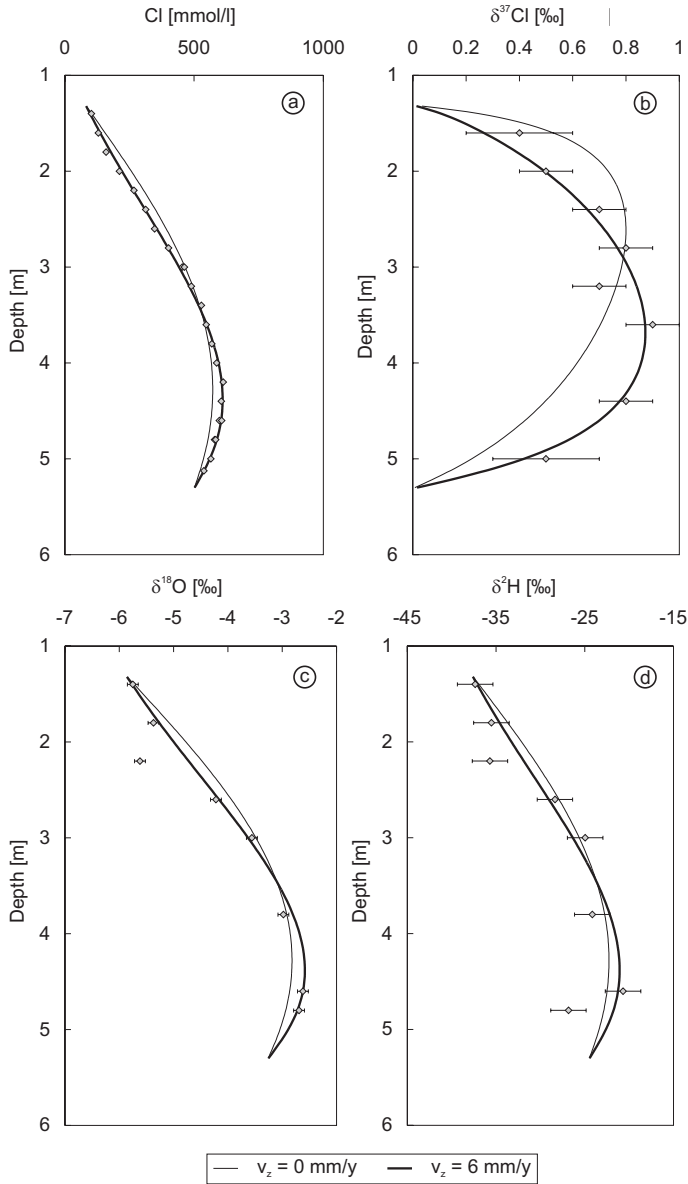 Cl [mmol/l]
0 500 1000
δ³⁷Cl [‰]
0 0.2 0.4 0.6 0.8 1
1
2
3
4
5
6
Depth [m]
a
1
2
3
4
5
6
Depth [m]
b
δ¹⁸O [‰]
-7 -6 -5 -4 -3 -2
δ²H [‰]
-45 -35 -25 -15
1
2
3
4
5
6
Depth [m]
c
1
2
3
4
5
6
Depth [m]
d
v_z = 0 mm/y v_z = 6 mm/y